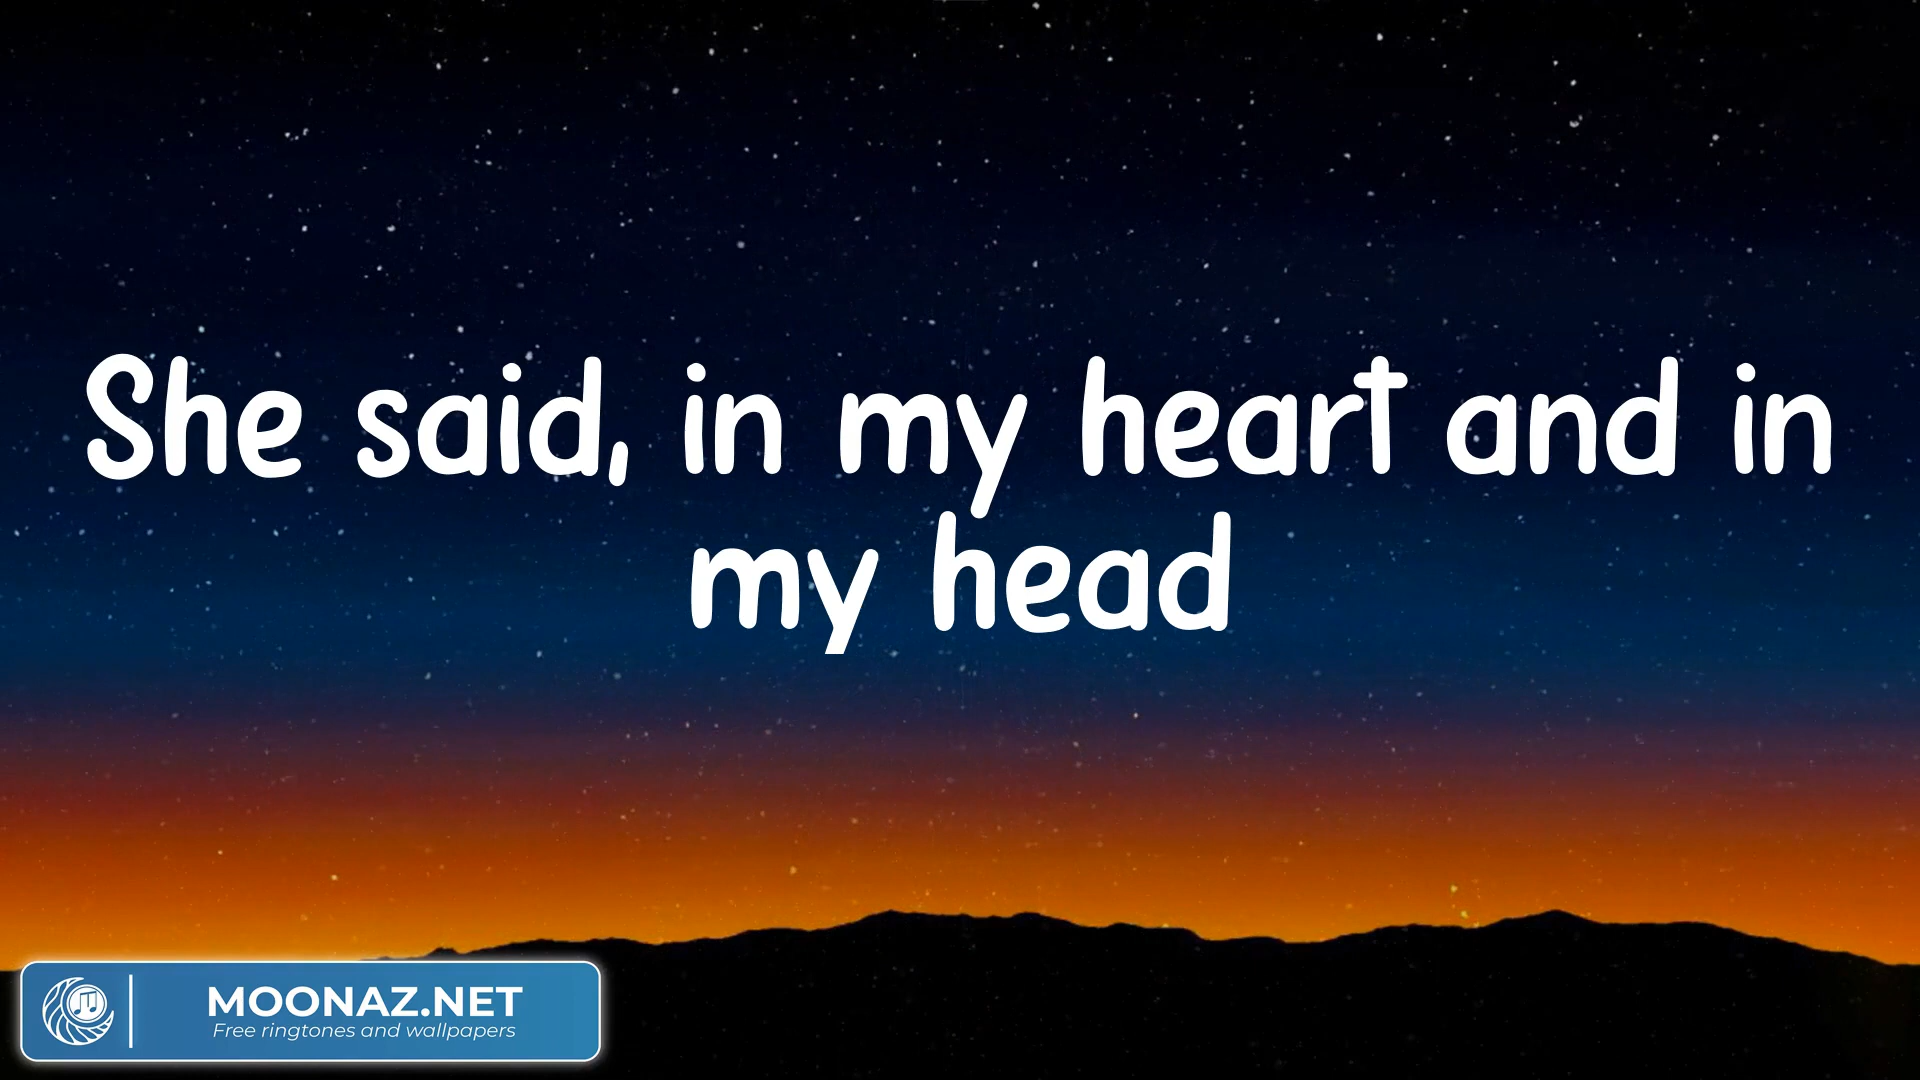 She said, in my heart and in
my head
MOONAZ.NET
Free ringtones and wallpapers